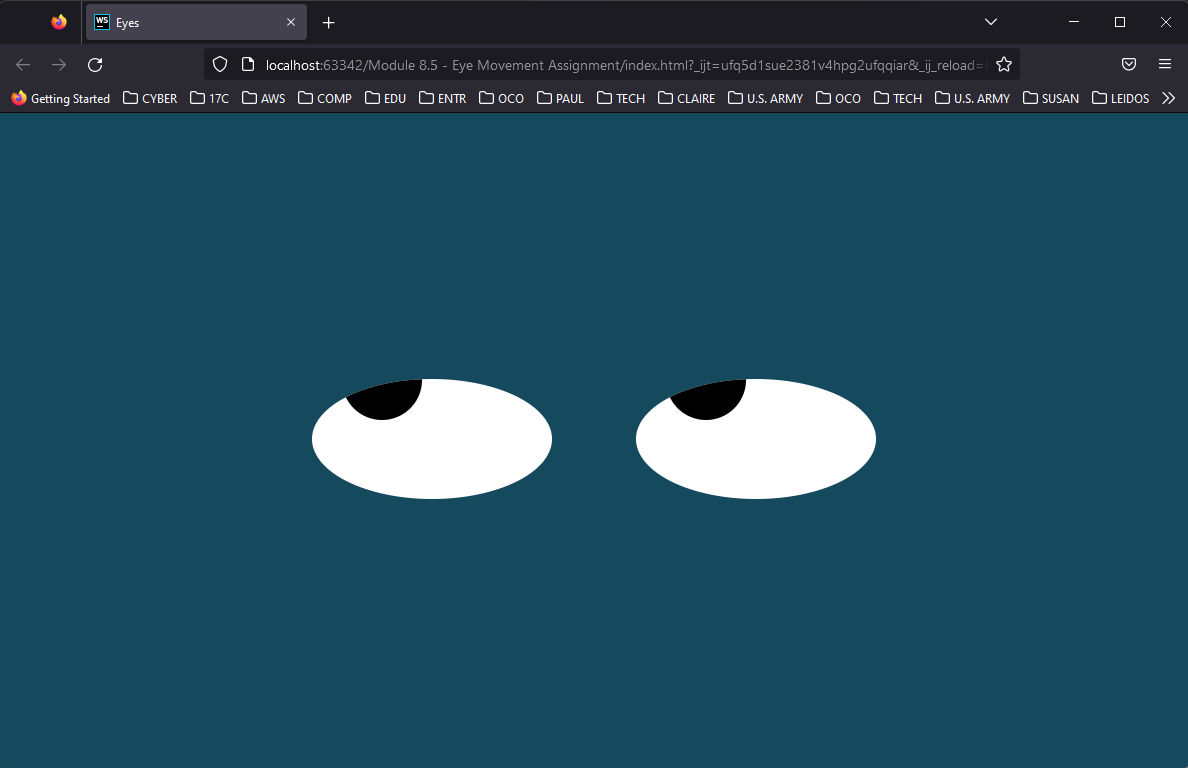 WS Eyes
localhost:63342/Module 8.5 - Eye Movement Assignment/index.html?_ijt=ufq5d1sue2381v4hpg2ufqqiar&_ij_reload=
Getting Started CYBER 17C AWS COMP EDU ENTR OCO PAUL TECH CLAIRE U.S. ARMY OCO TECH U.S. ARMY SUSAN LEIDOS